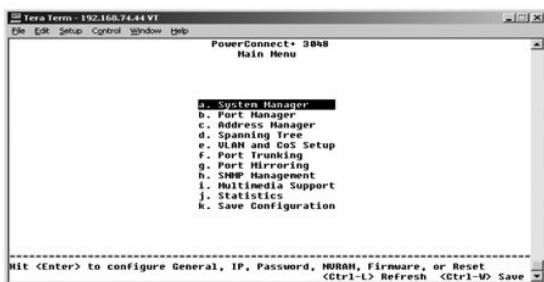 Tera Term - 192.168.74.44 VT
File Edit Setup Control Window Help
PowerConnect+ 3048
Main Menu
a. System Manager
b. Port Manager
c. Address Manager
d. Spanning Tree
e. VLAN and CoS Setup
f. Port Trunking
g. Port Mirroring
h. SNMP Management
i. Multimedia Support
j. Statistics
k. Save Configuration
Hit <Enter> to configure General, IP, Password, NVRAM, Firmware, or Reset
<Ctrl-L> Refresh <Ctrl-W> Save